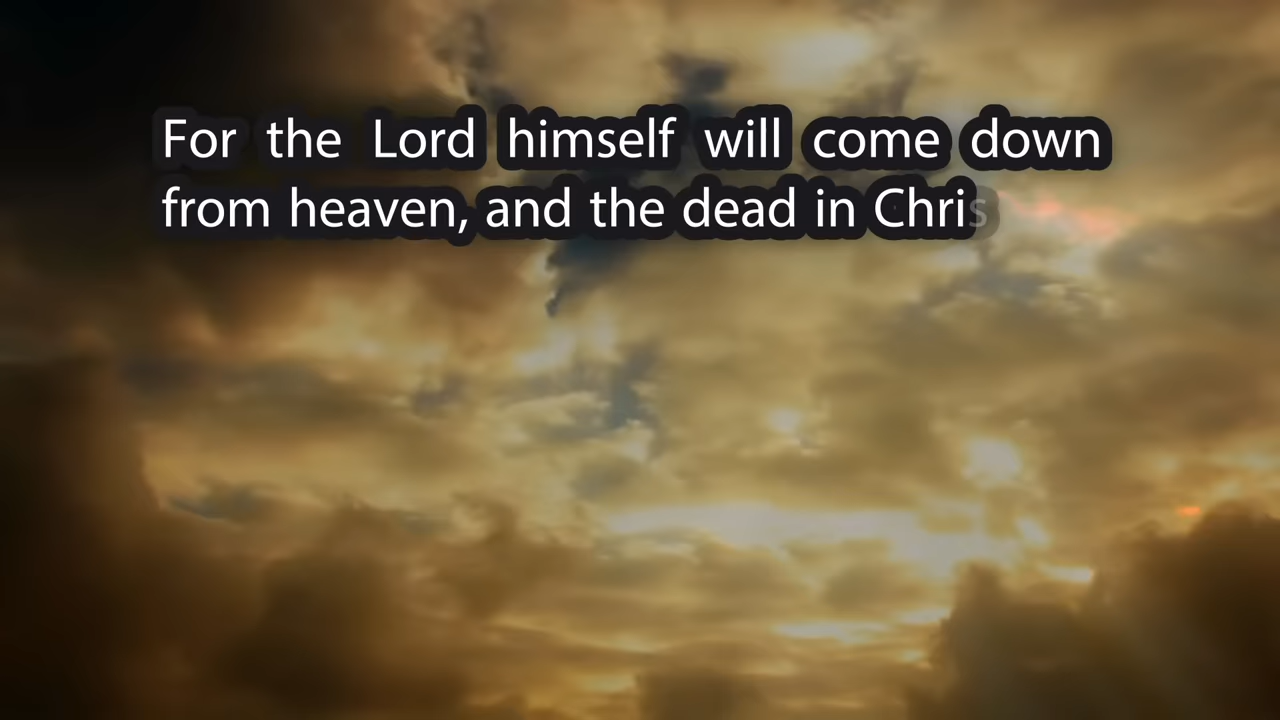 For the Lord himself will come down
from heaven, and the dead in Chris